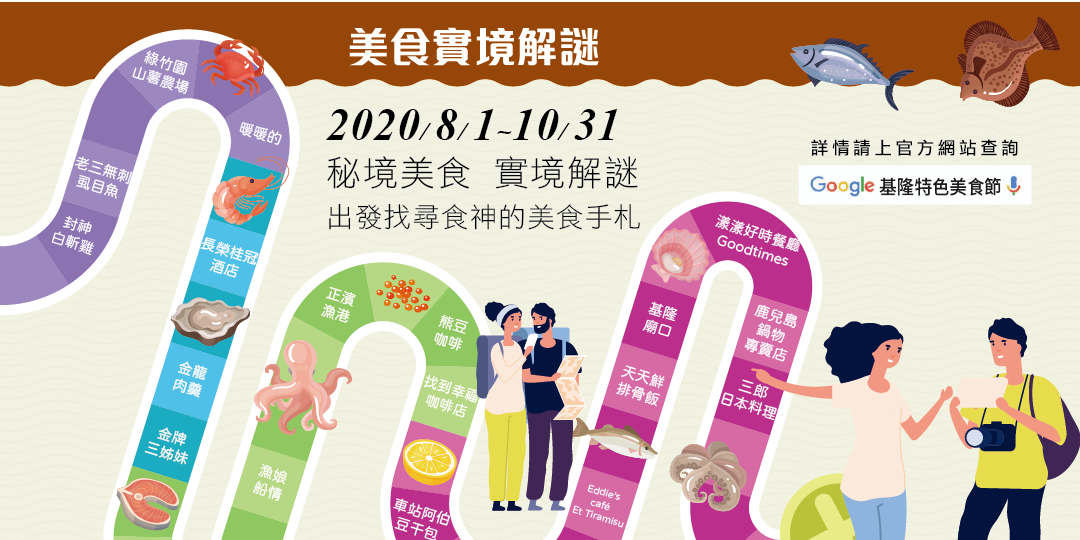 美食實境解謎
2020/8/1~10/31
秘境美食 實境解謎
出發找尋食神的美食手札
詳情請上官方網站查詢
Google 基隆特色美食節
綠竹園
山薯農場
暖暖的
老三無刺
虱目魚
封神
白斬雞
長榮桂冠
酒店
金龍
肉羹
金牌
三姊妹
正濱
漁港
熊豆
咖啡
找到幸福
咖啡店
漁娘
船情
車站阿伯
豆干包
漾漾好時餐廳
Goodtimes
基隆
廟口
鹿兒島
鍋物
專賣店
天天鮮
排骨飯
三郎
日本料理
Eddie's
café
Et Tiramisu